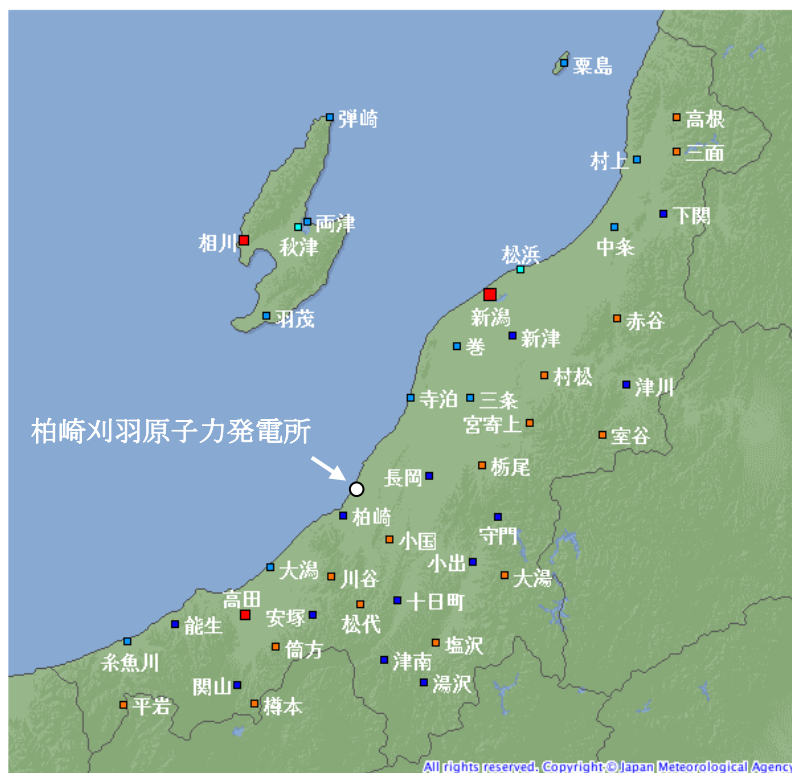 粟島
弾崎
高根
三面
村上
両津
下関
相川
秋津
中条
松浜
羽茂
新潟
赤谷
新津
巻
村松
津川
寺泊
三条
宮寄上
柏崎刈羽原子力発電所
室谷
長岡
栃尾
柏崎
守門
小国
小出
大潟
川谷
大湯
高田
安塚
松代
十日町
能生
筒方
塩沢
糸魚川
津南
関山
湯沢
平岩
樽本
All rights reserved. Copyright © Japan Meteorological Agency